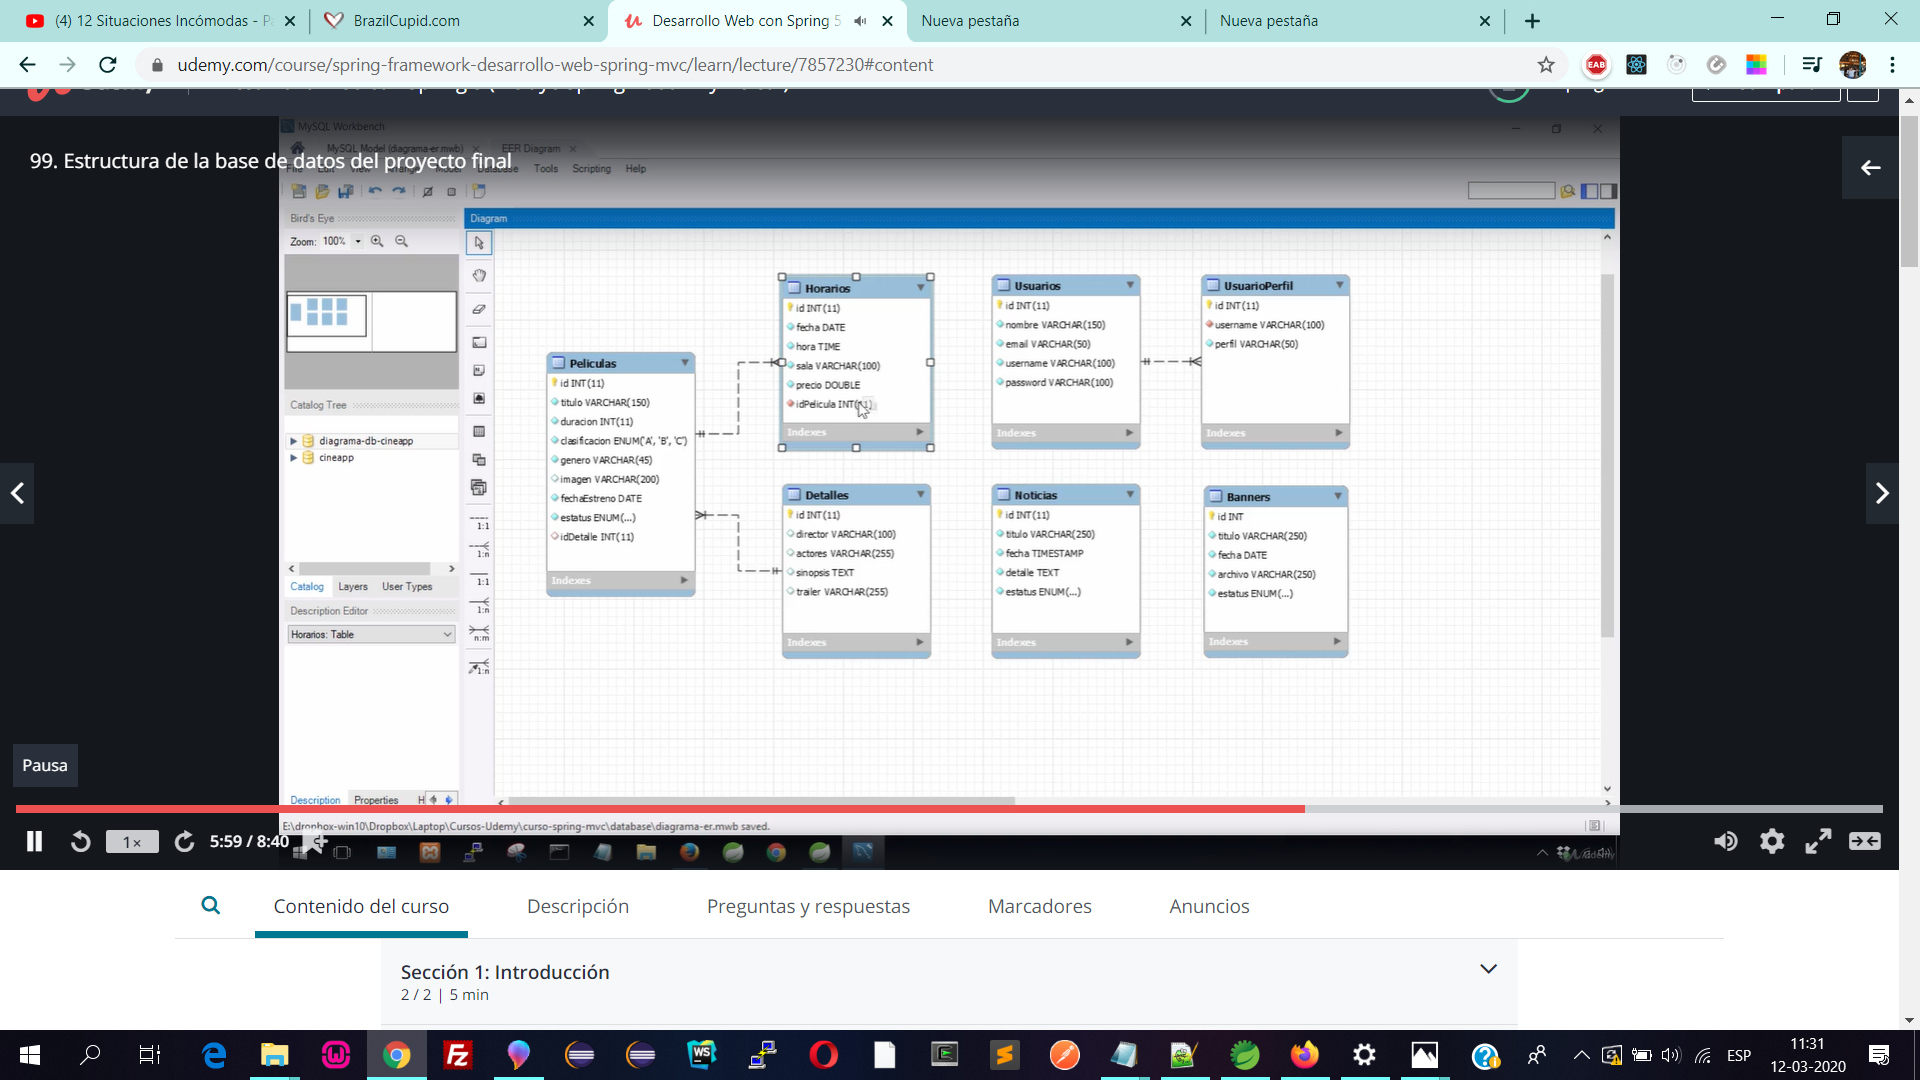 (4) 12 Situaciones Incómodas - P
BrazilCupid.com
Desarrollo Web con Spring 5
Nueva pestaña
Nueva pestaña
udemy.com/course/spring-framework-desarrollo-web-spring-mvc/learn/lecture/7857230#content
EAB
MySQL Workbench
MySQL Model (diagrama-er.mwb)
EER Diagram
99. Estructura de la base de datos del proyecto final
Database Tools Scripting Help
Bird's Eye
Diagram
Zoom: 100%
Horarios
id INT(11)
fecha DATE
hora TIME
sala VARCHAR(100)
precio DOUBLE
idPelicula INT(11)
Indexes
Usuarios
id INT(11)
nombre VARCHAR(150)
email VARCHAR(50)
username VARCHAR(100)
password VARCHAR(100)
Indexes
UsuarioPerfil
id INT(11)
username VARCHAR(100)
perfil VARCHAR(50)
Indexes
Peliculas
id INT(11)
titulo VARCHAR(150)
duracion INT(11)
clasificacion ENUM('A', 'B', 'C')
genero VARCHAR(45)
imagen VARCHAR(200)
fechaEstreno DATE
estatus ENUM(...)
idDetalle INT(11)
Indexes
Detalles
id INT(11)
director VARCHAR(100)
actores VARCHAR(255)
sinopsis TEXT
trailer VARCHAR(255)
Indexes
Noticias
id INT(11)
titulo VARCHAR(250)
fecha TIMESTAMP
detalle TEXT
estatus ENUM(...)
Indexes
Banners
id INT
titulo VARCHAR(250)
fecha DATE
archivo VARCHAR(250)
estatus ENUM(...)
Indexes
Catalog Tree
diagrama-db-cineapp
cineapp
1:1
1:n
1:1
1:n
n:m
1:n
Catalog Layers User Types
Description Editor
Horarios: Table
Description Properties H
Pausa
E:\dropbox-win10\Dropbox\Laptop\Cursos-Udemy\curso-spring-mvc\database\diagrama-er.mwb saved.
1×
5:59 / 8:40
Contenido del curso
Descripción
Preguntas y respuestas
Marcadores
Anuncios
Sección 1: Introducción
2 / 2 | 5 min
WS
ESP
11:31
12-03-2020